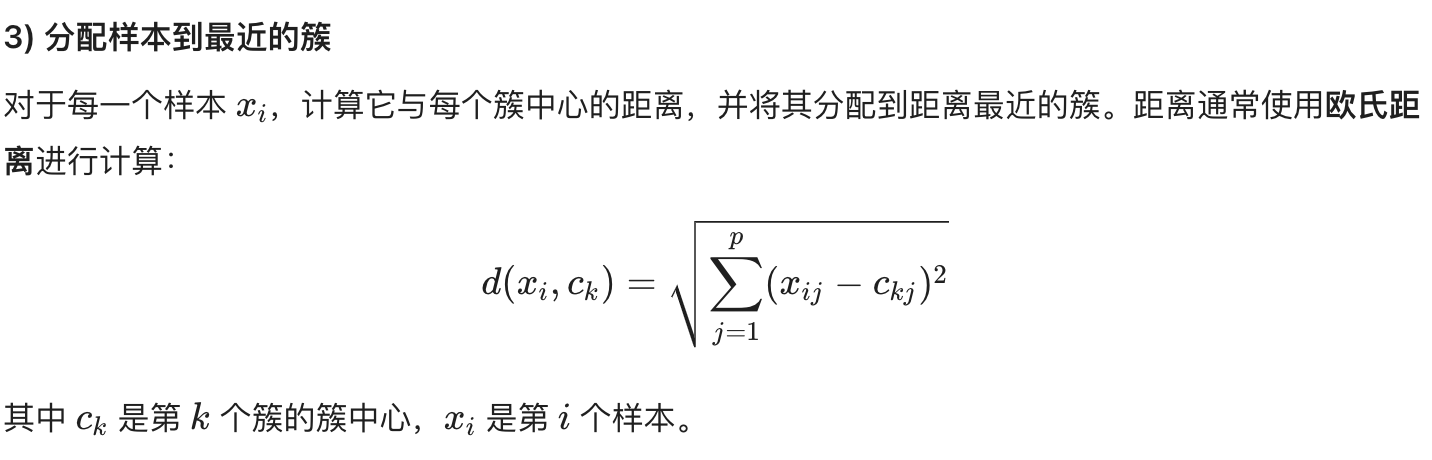 3) 分配样本到最近的簇
对于每一个样本 $x_i$，计算它与每个簇中心的距离，并将其分配到距离最近的簇。距离通常使用欧氏距
离进行计算：
$d(x_i, c_k) = \sqrt{\sum_{j=1}^{p} (x_{ij} - c_{kj})^2}$
其中 $c_k$ 是第 $k$ 个簇的簇中心，$x_i$ 是第 $i$ 个样本。